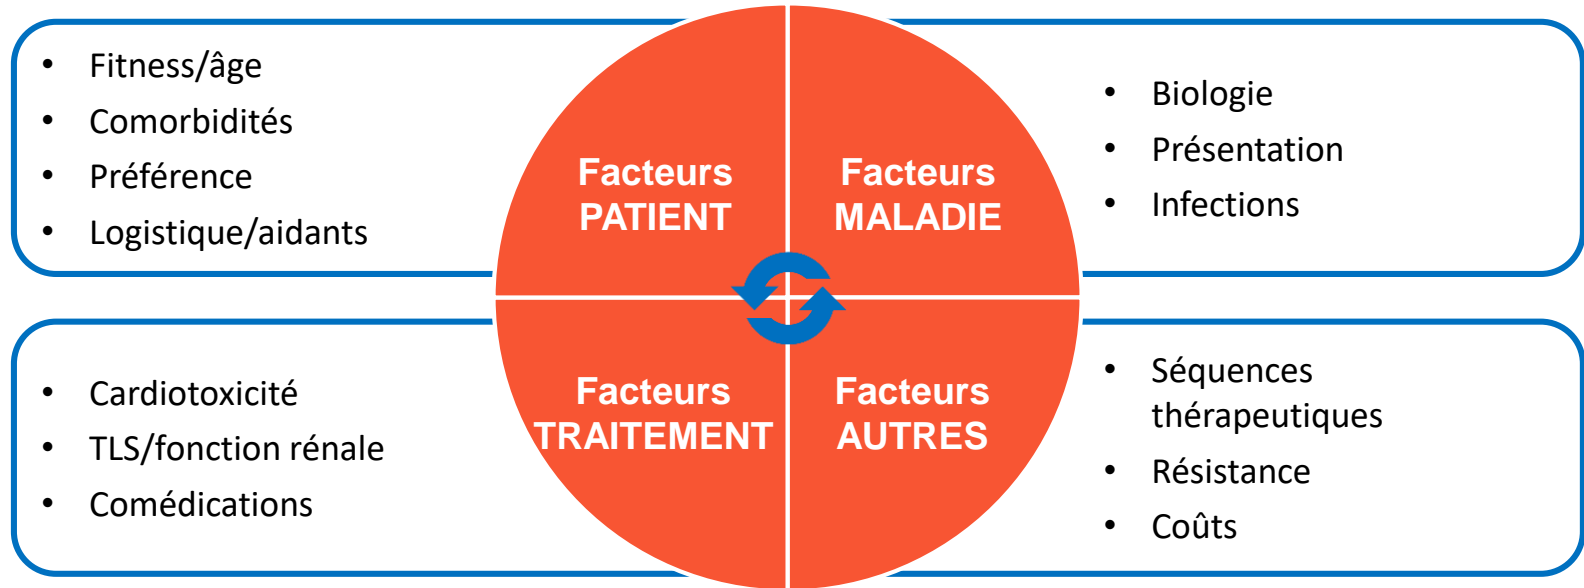 • Fitness/âge
• Comorbidités
• Préférence
• Logistique/aidants
Facteurs
PATIENT
Facteurs
MALADIE
• Biologie
• Présentation
• Infections
• Cardiotoxicité
• TLS/fonction rénale
• Comédications
Facteurs
TRAITEMENT
Facteurs
AUTRES
• Séquences
thérapeutiques
• Résistance
• Coûts